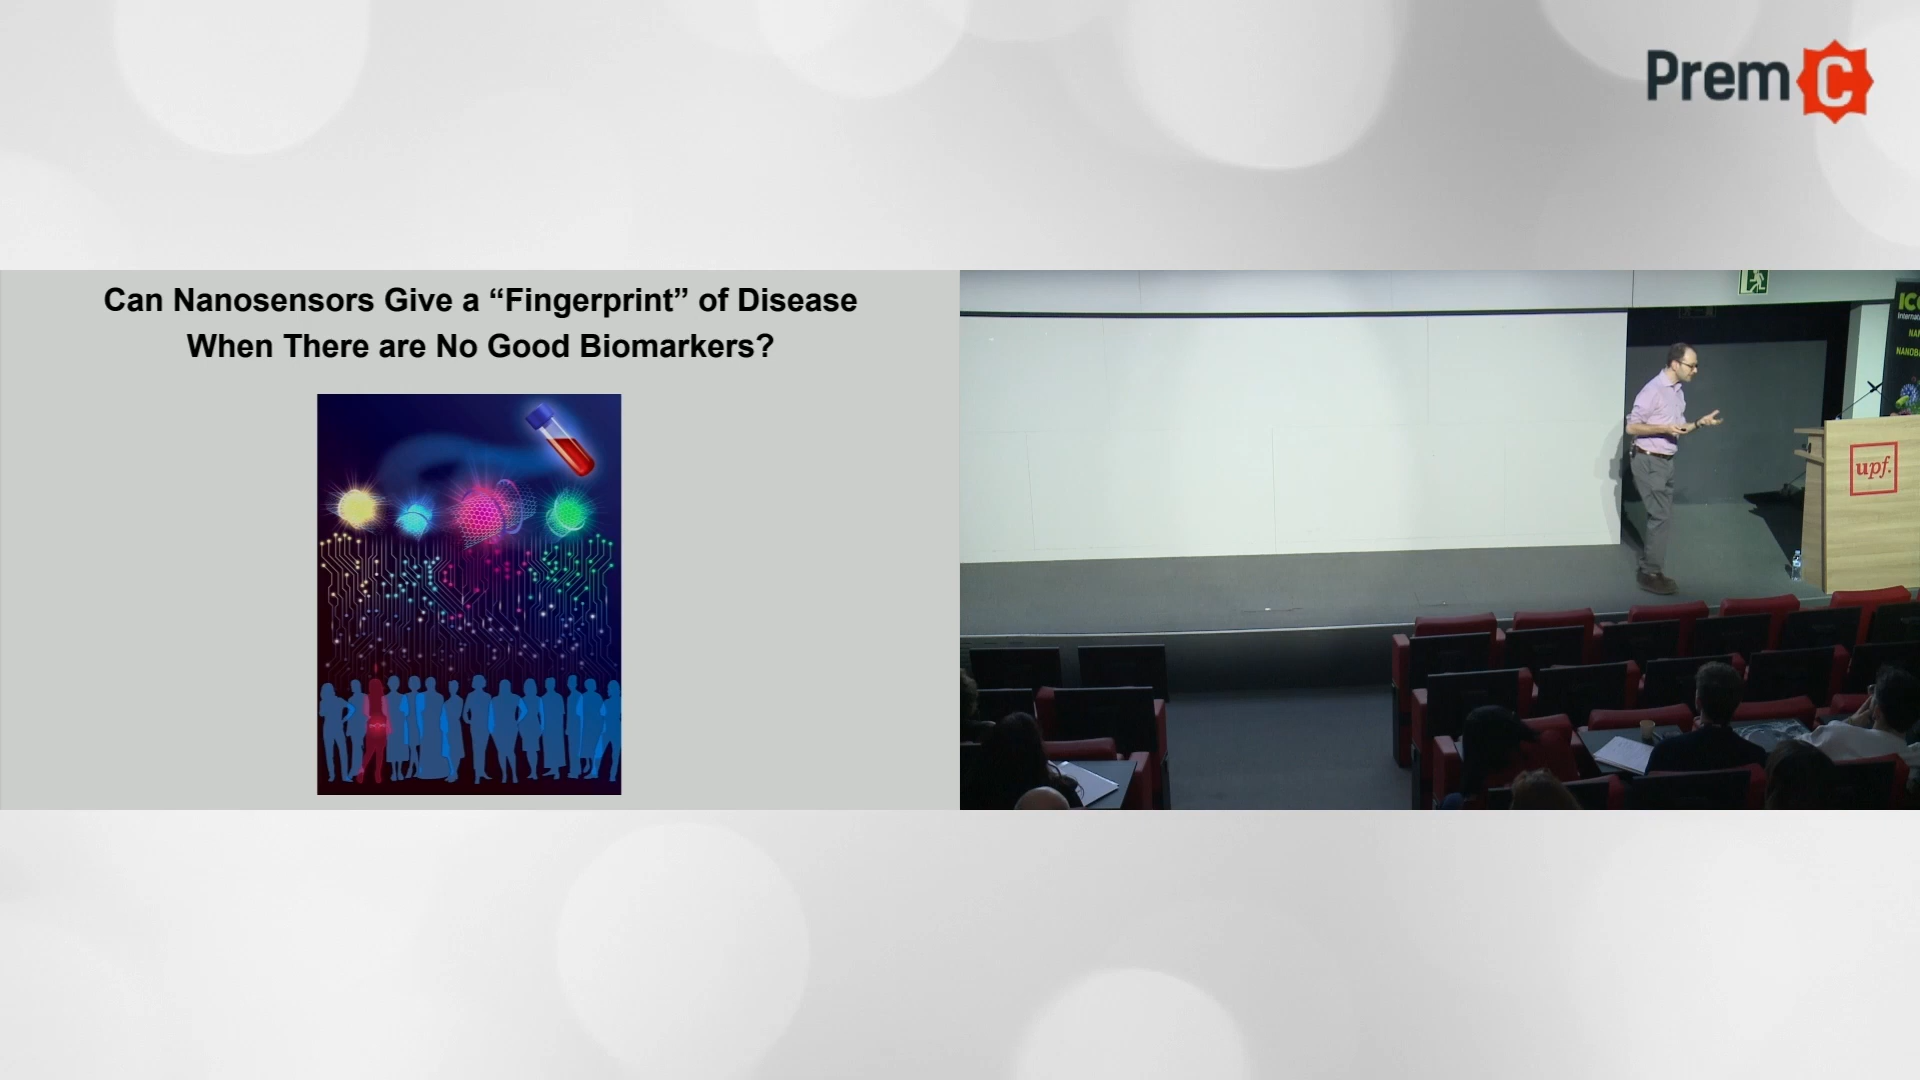 Prem C
Can Nanosensors Give a “Fingerprint” of Disease
When There are No Good Biomarkers?
upf.